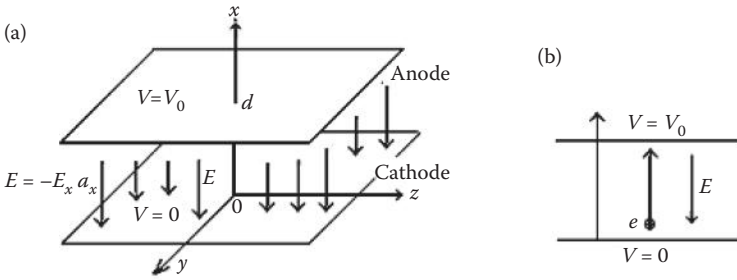 (a)
x
V=V₀
d
Anode
E = −Eₓ aₓ
E
V = 0
0
Cathode
z
y
(b)
V = V₀
E
e
V = 0